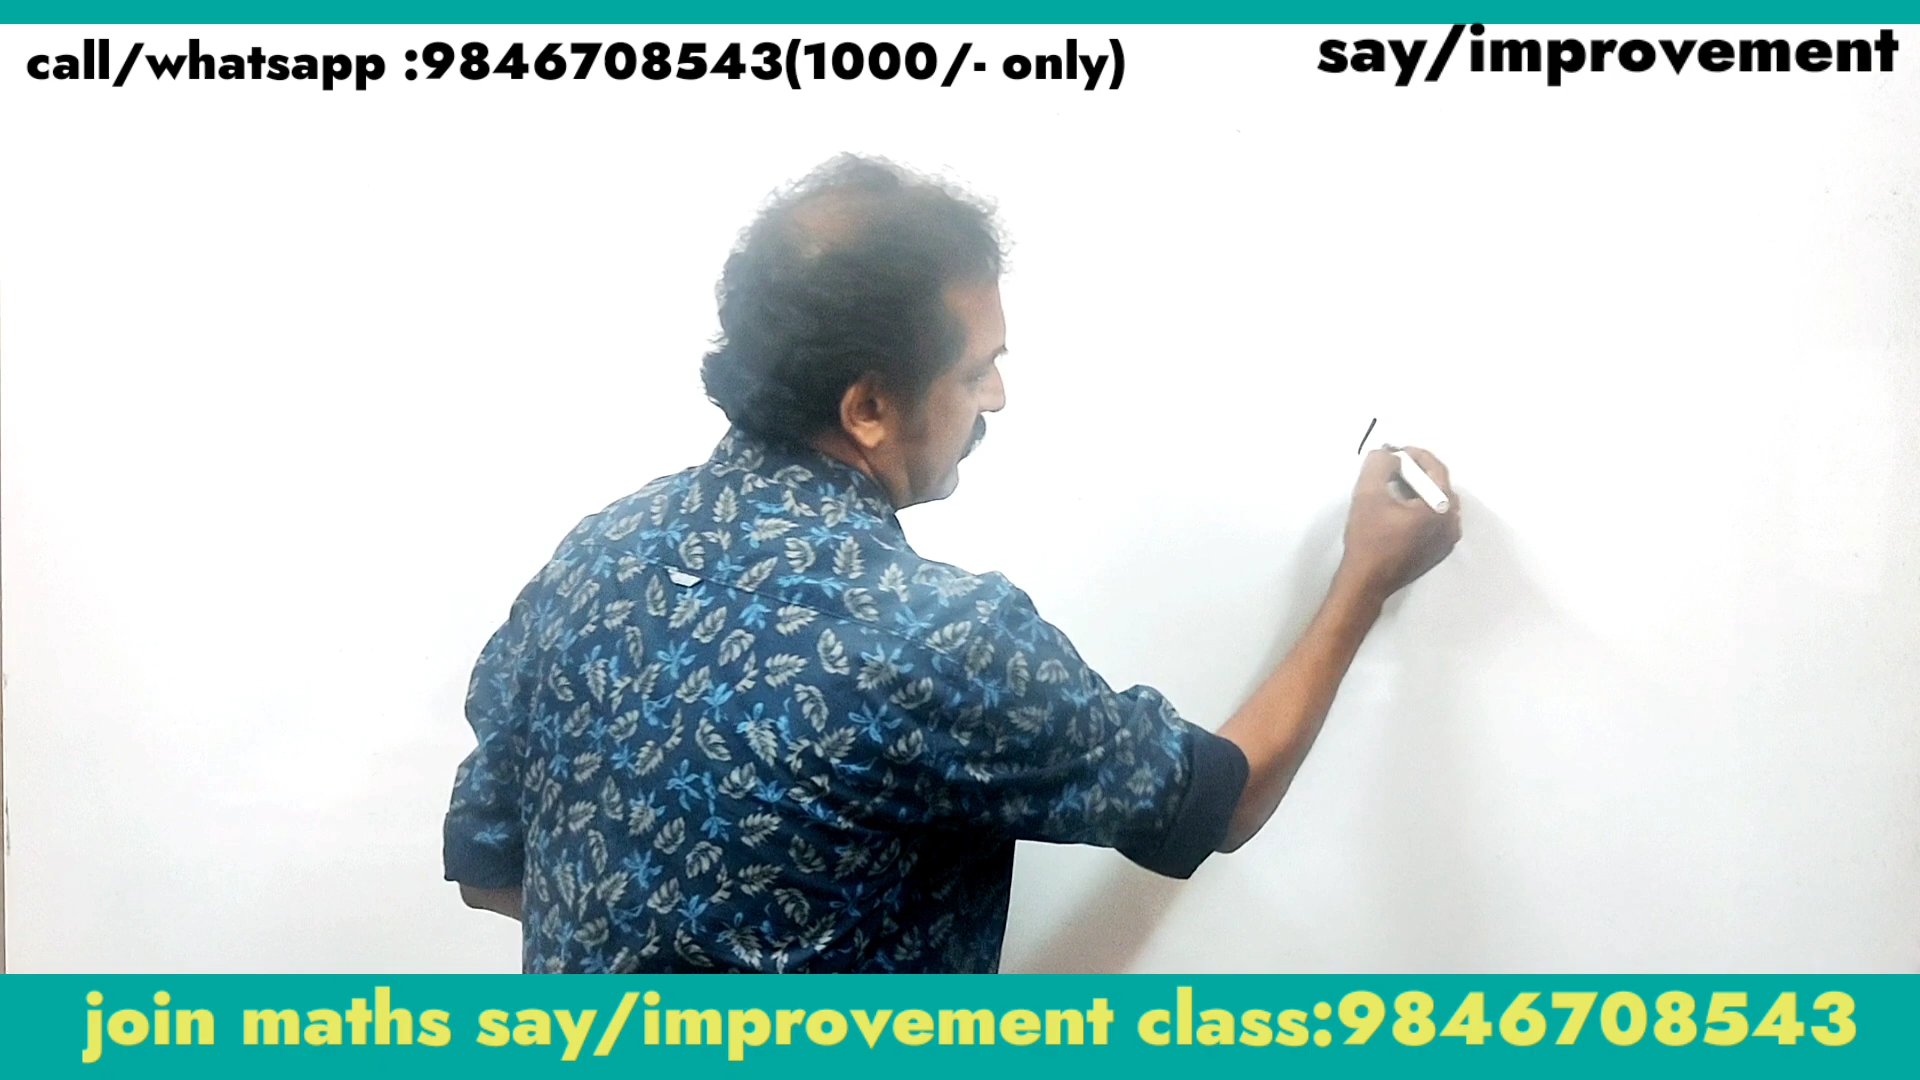 call/whatsapp :9846708543(1000/- only)
say/improvement
join maths say/improvement class:9846708543